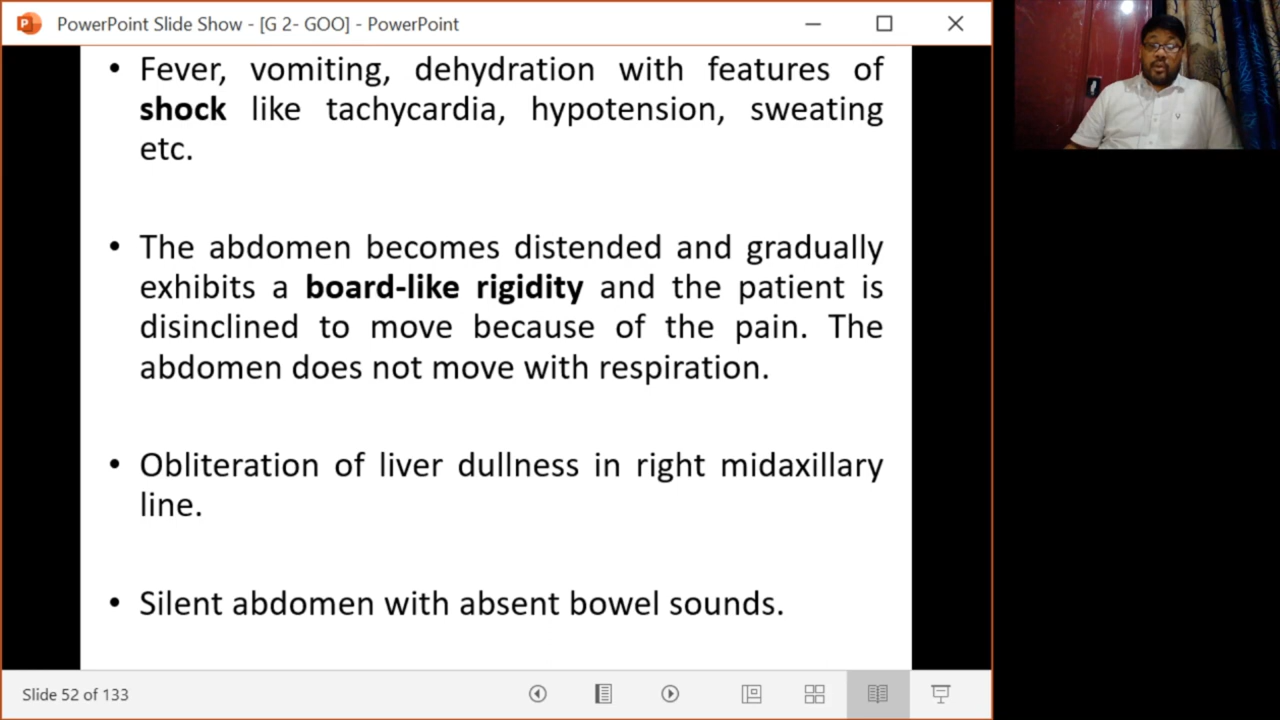 PowerPoint Slide Show - [G 2- GOO] - PowerPoint
• Fever, vomiting, dehydration with features of
shock like tachycardia, hypotension, sweating
etc.
• The abdomen becomes distended and gradually
exhibits a board-like rigidity and the patient is
disinclined to move because of the pain. The
abdomen does not move with respiration.
• Obliteration of liver dullness in right midaxillary
line.
• Silent abdomen with absent bowel sounds.
Slide 52 of 133